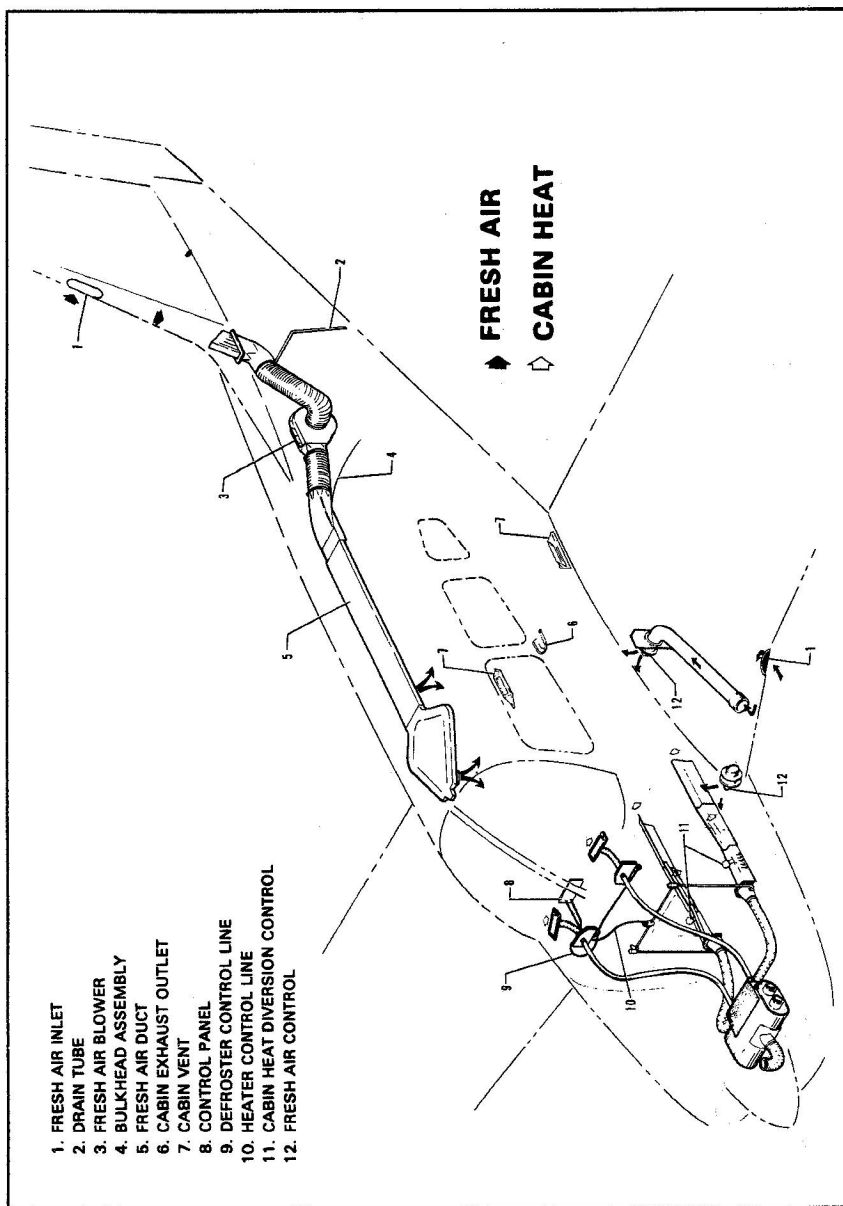 1. FRESH AIR INLET
2. DRAIN TUBE
3. FRESH AIR BLOWER
4. BULKHEAD ASSEMBLY
5. FRESH AIR DUCT
6. CABIN EXHAUST OUTLET
7. CABIN VENT
8. CONTROL PANEL
9. DEFROSTER CONTROL LINE
10. HEATER CONTROL LINE
11. CABIN HEAT DIVERSION CONTROL
12. FRESH AIR CONTROL
1
2
3
4
5
7
6
7
8
9
10
11
12
12
1
FRESH AIR
CABIN HEAT